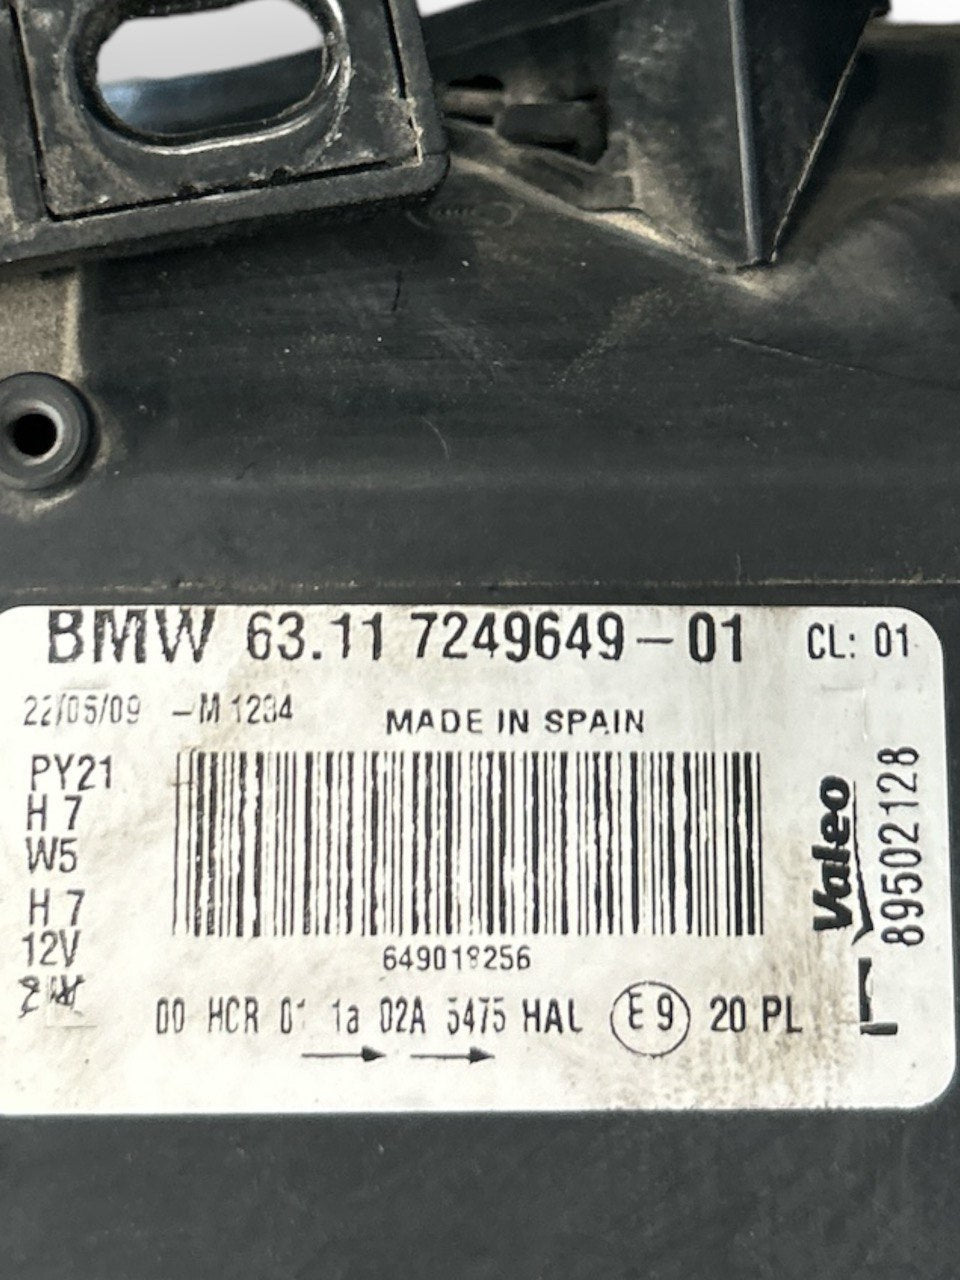 BMW 63.11 7249649-01 CL: 01
22/05/09 -M 1234
MADE IN SPAIN
PY21
H 7
W5
H 7
12V
649018256
00 HCR 01 1a 02A 5475 HAL E 9 20 PL
Valeo
89502128
L